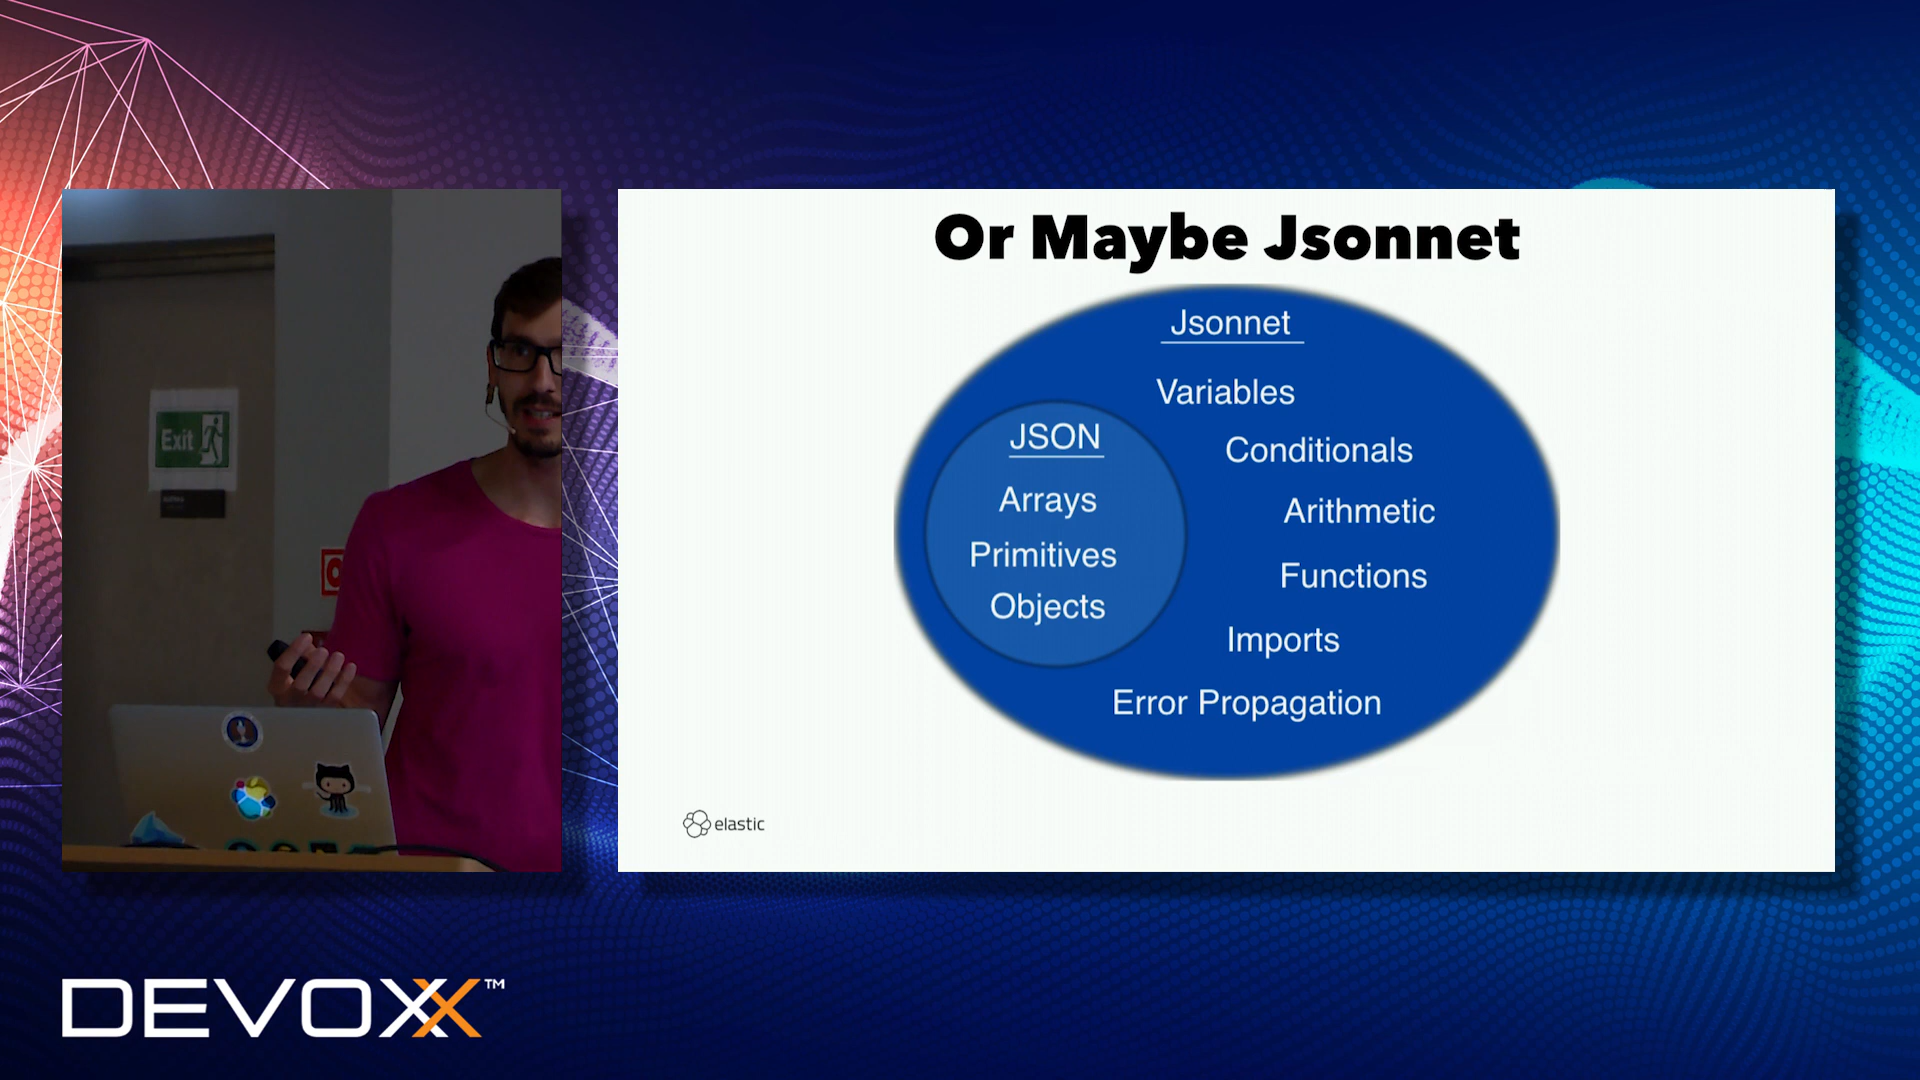 Or Maybe Jsonnet
Jsonnet
Variables
Conditionals
Arithmetic
Functions
Imports
Error Propagation
JSON
Arrays
Primitives
Objects
elastic
Exit
DEVOXX™